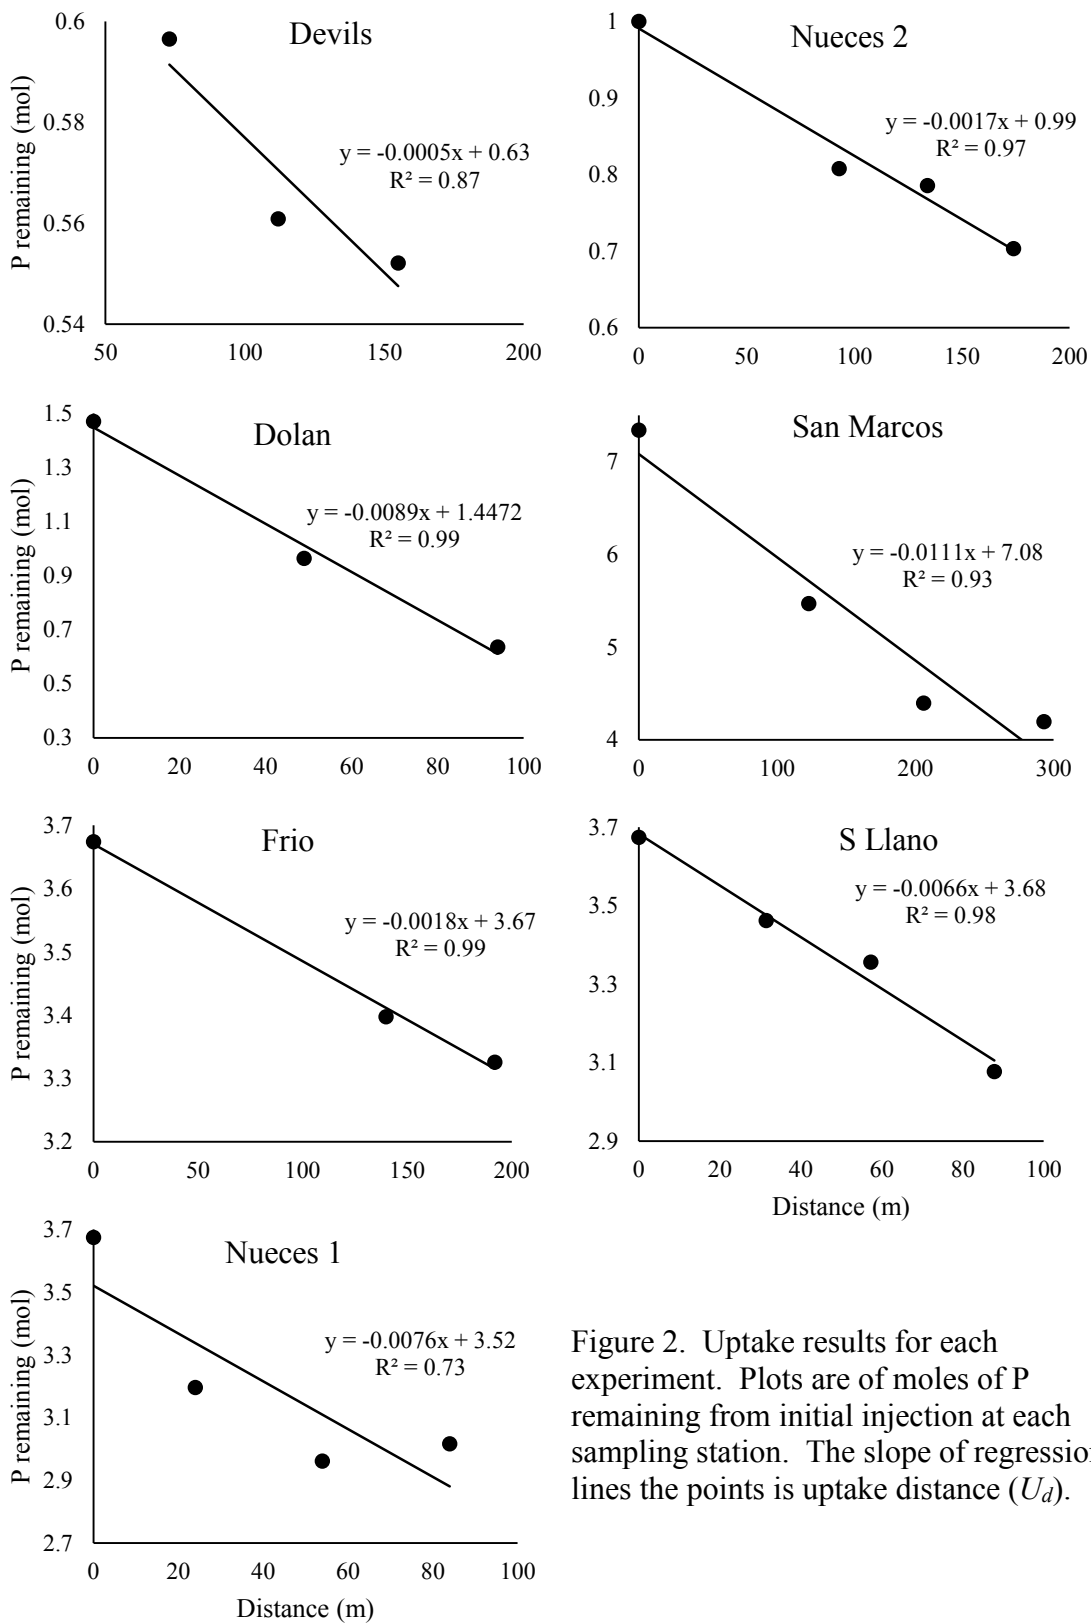 Devils
P remaining (mol)
0.6
0.58
0.56
0.54
y = -0.0005x + 0.63
R² = 0.87
50 100 150 200
Nueces 2
1
0.9
0.8
0.7
0.6
y = -0.0017x + 0.99
R² = 0.97
0 50 100 150 200
Dolan
P remaining (mol)
1.5
1.3
1.1
0.9
0.7
0.5
0.3
y = -0.0089x + 1.4472
R² = 0.99
0 20 40 60 80 100
San Marcos
7
6
5
4
y = -0.0111x + 7.08
R² = 0.93
0 100 200 300
Frio
P remaining (mol)
3.7
3.6
3.5
3.4
3.3
3.2
y = -0.0018x + 3.67
R² = 0.99
0 50 100 150 200
S Llano
3.7
3.5
3.3
3.1
2.9
y = -0.0066x + 3.68
R² = 0.98
0 20 40 60 80 100
Distance (m)
Nueces 1
P remaining (mol)
3.7
3.5
3.3
3.1
2.9
2.7
y = -0.0076x + 3.52
R² = 0.73
0 20 40 60 80 100
Distance (m)
Figure 2. Uptake results for each
experiment. Plots are of moles of P
remaining from initial injection at each
sampling station. The slope of regression
lines the points is uptake distance (U_d).